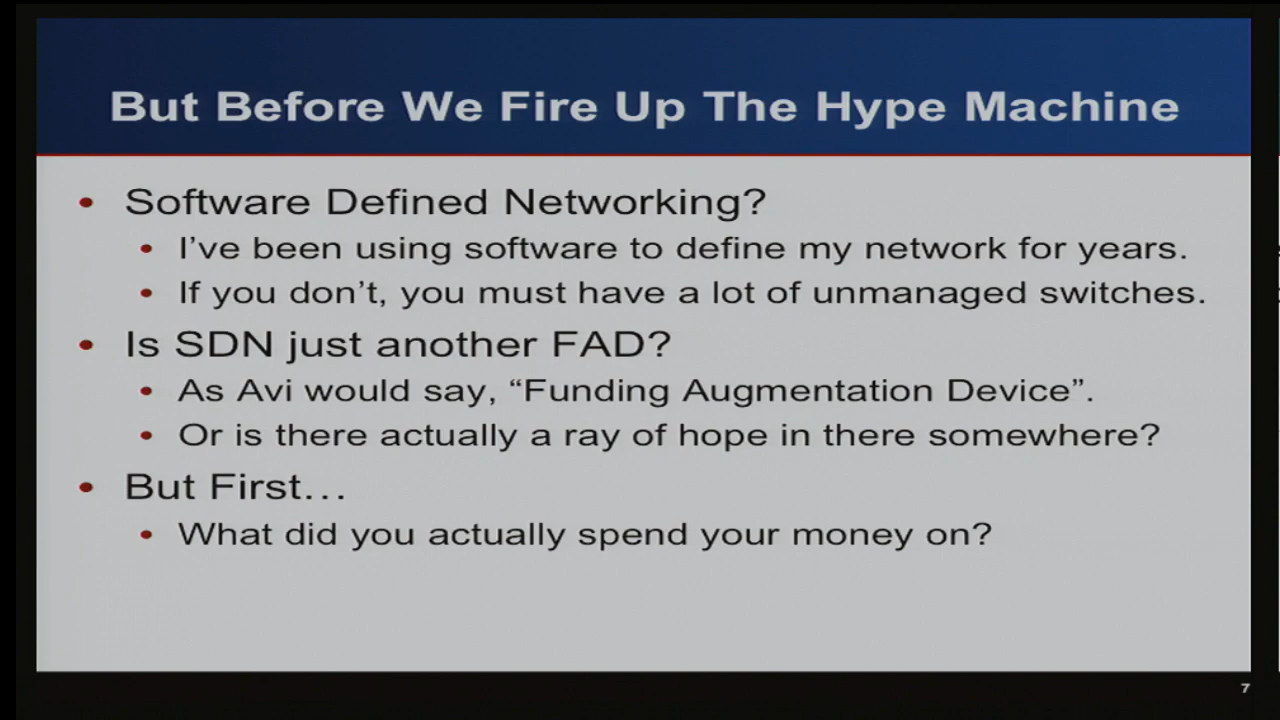 But Before We Fire Up The Hype Machine
• Software Defined Networking?
• I’ve been using software to define my network for years.
• If you don’t, you must have a lot of unmanaged switches.
• Is SDN just another FAD?
• As Avi would say, “Funding Augmentation Device”.
• Or is there actually a ray of hope in there somewhere?
• But First…
• What did you actually spend your money on?
7